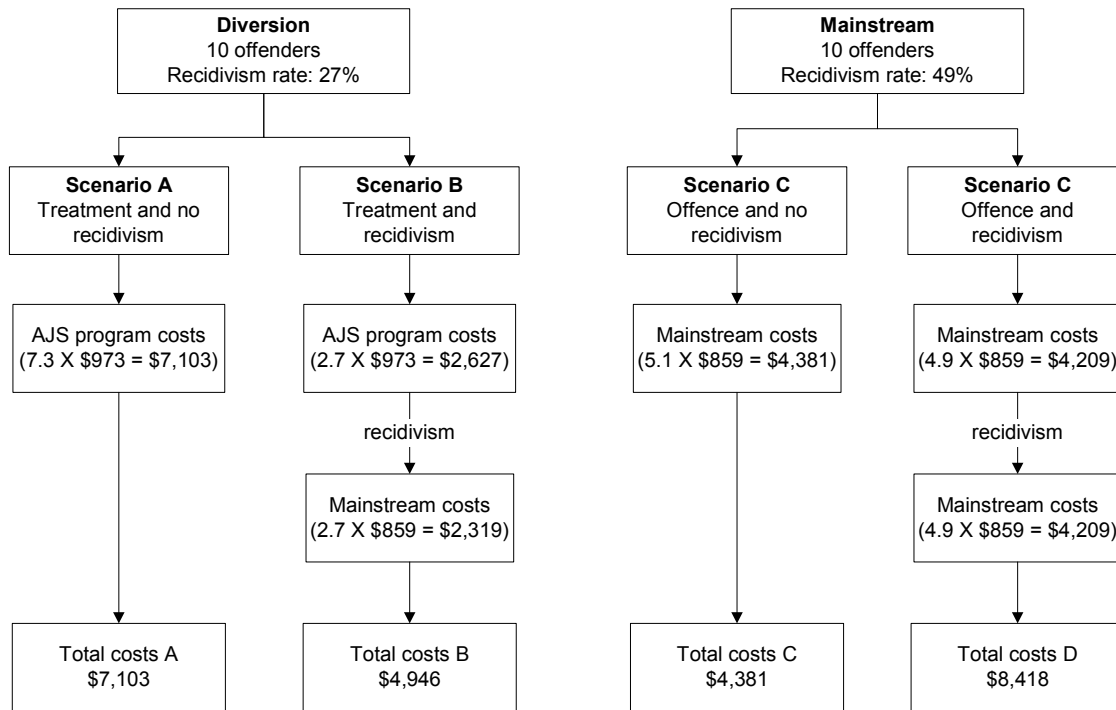 Diversion
10 offenders
Recidivism rate: 27%
Mainstream
10 offenders
Recidivism rate: 49%
Scenario A
Treatment and no
recidivism
Scenario B
Treatment and
recidivism
Scenario C
Offence and no
recidivism
Scenario C
Offence and
recidivism
AJS program costs
(7.3 X $973 = $7,103)
AJS program costs
(2.7 X $973 = $2,627)
Mainstream costs
(5.1 X $859 = $4,381)
Mainstream costs
(4.9 X $859 = $4,209)
recidivism
recidivism
Mainstream costs
(2.7 X $859 = $2,319)
Mainstream costs
(4.9 X $859 = $4,209)
Total costs A
$7,103
Total costs B
$4,946
Total costs C
$4,381
Total costs D
$8,418